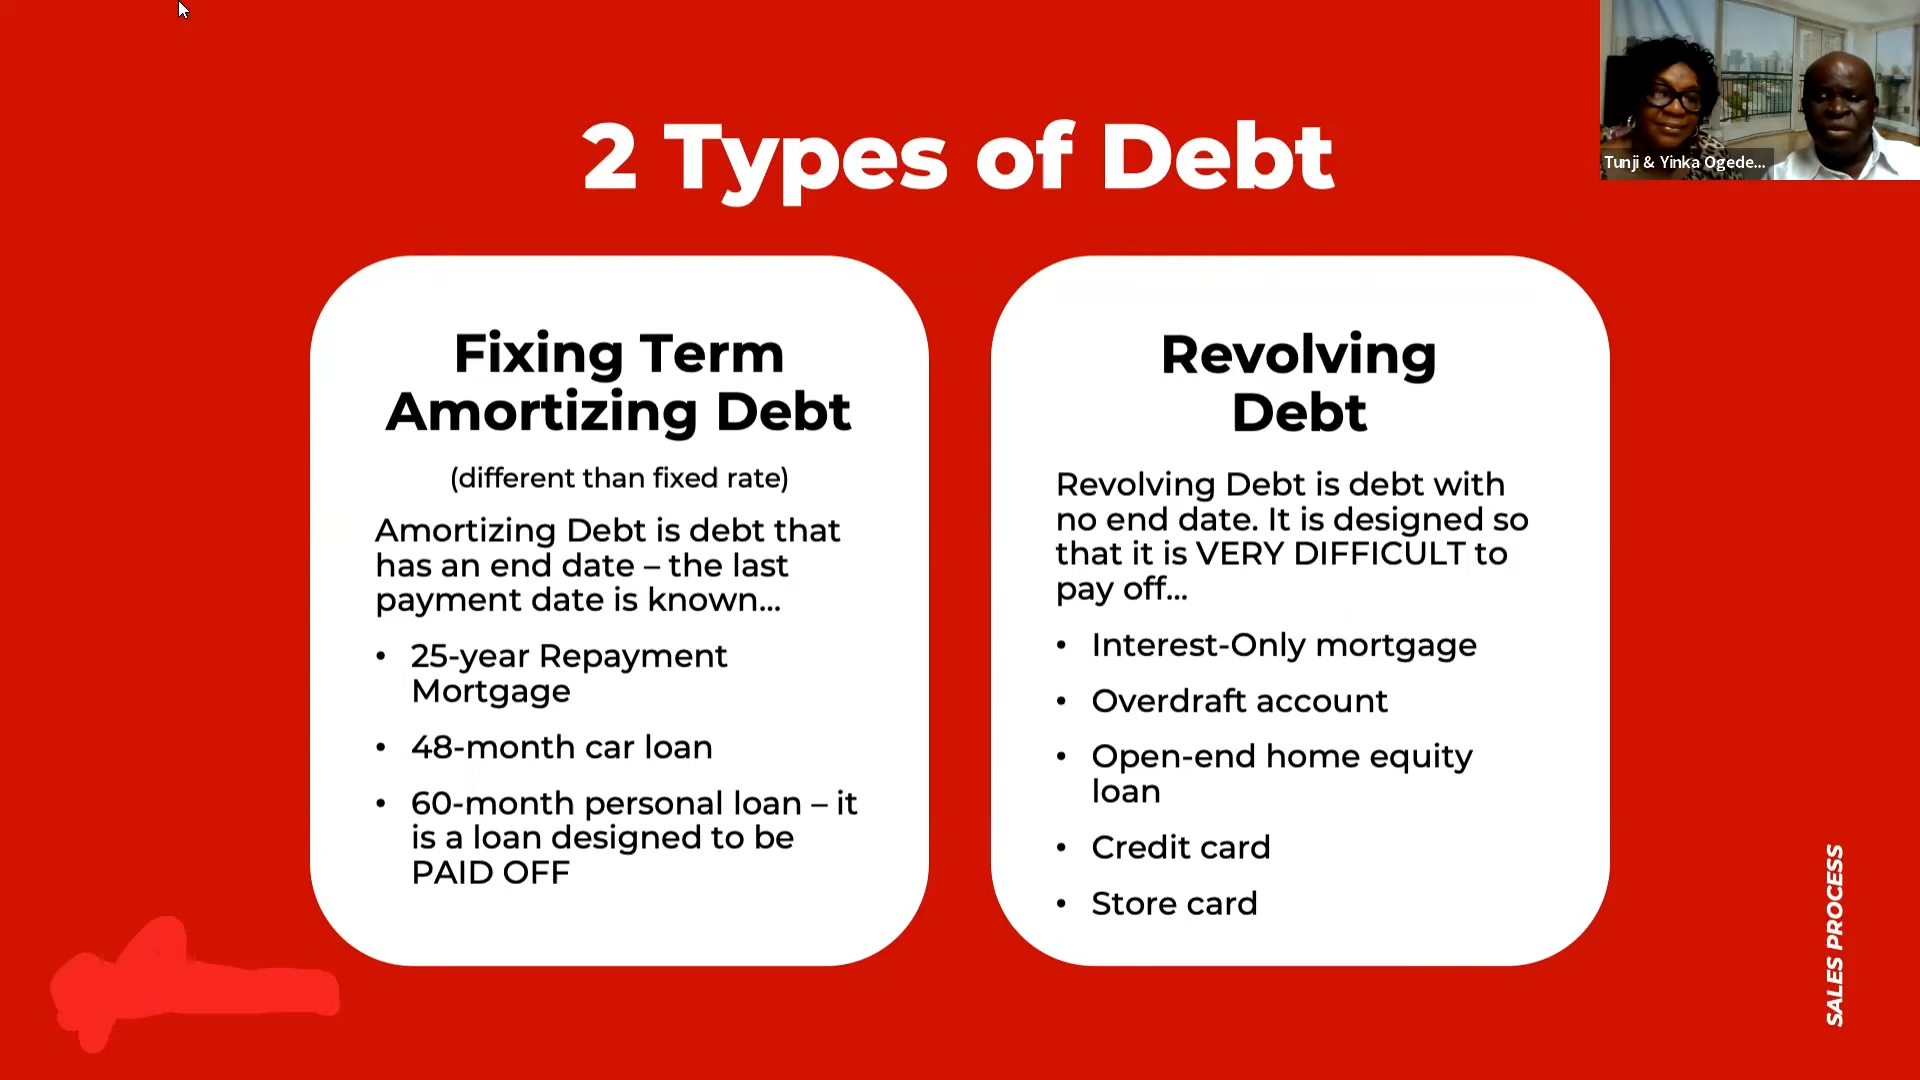 2 Types of Debt
Tunji & Yinka Ogede...
Fixing Term
Amortizing Debt
(different than fixed rate)
Amortizing Debt is debt that
has an end date – the last
payment date is known...
• 25-year Repayment
Mortgage
• 48-month car loan
• 60-month personal loan – it
is a loan designed to be
PAID OFF
Revolving
Debt
Revolving Debt is debt with
no end date. It is designed so
that it is VERY DIFFICULT to
pay off...
• Interest-Only mortgage
• Overdraft account
• Open-end home equity
loan
• Credit card
• Store card
SALES PROCESS